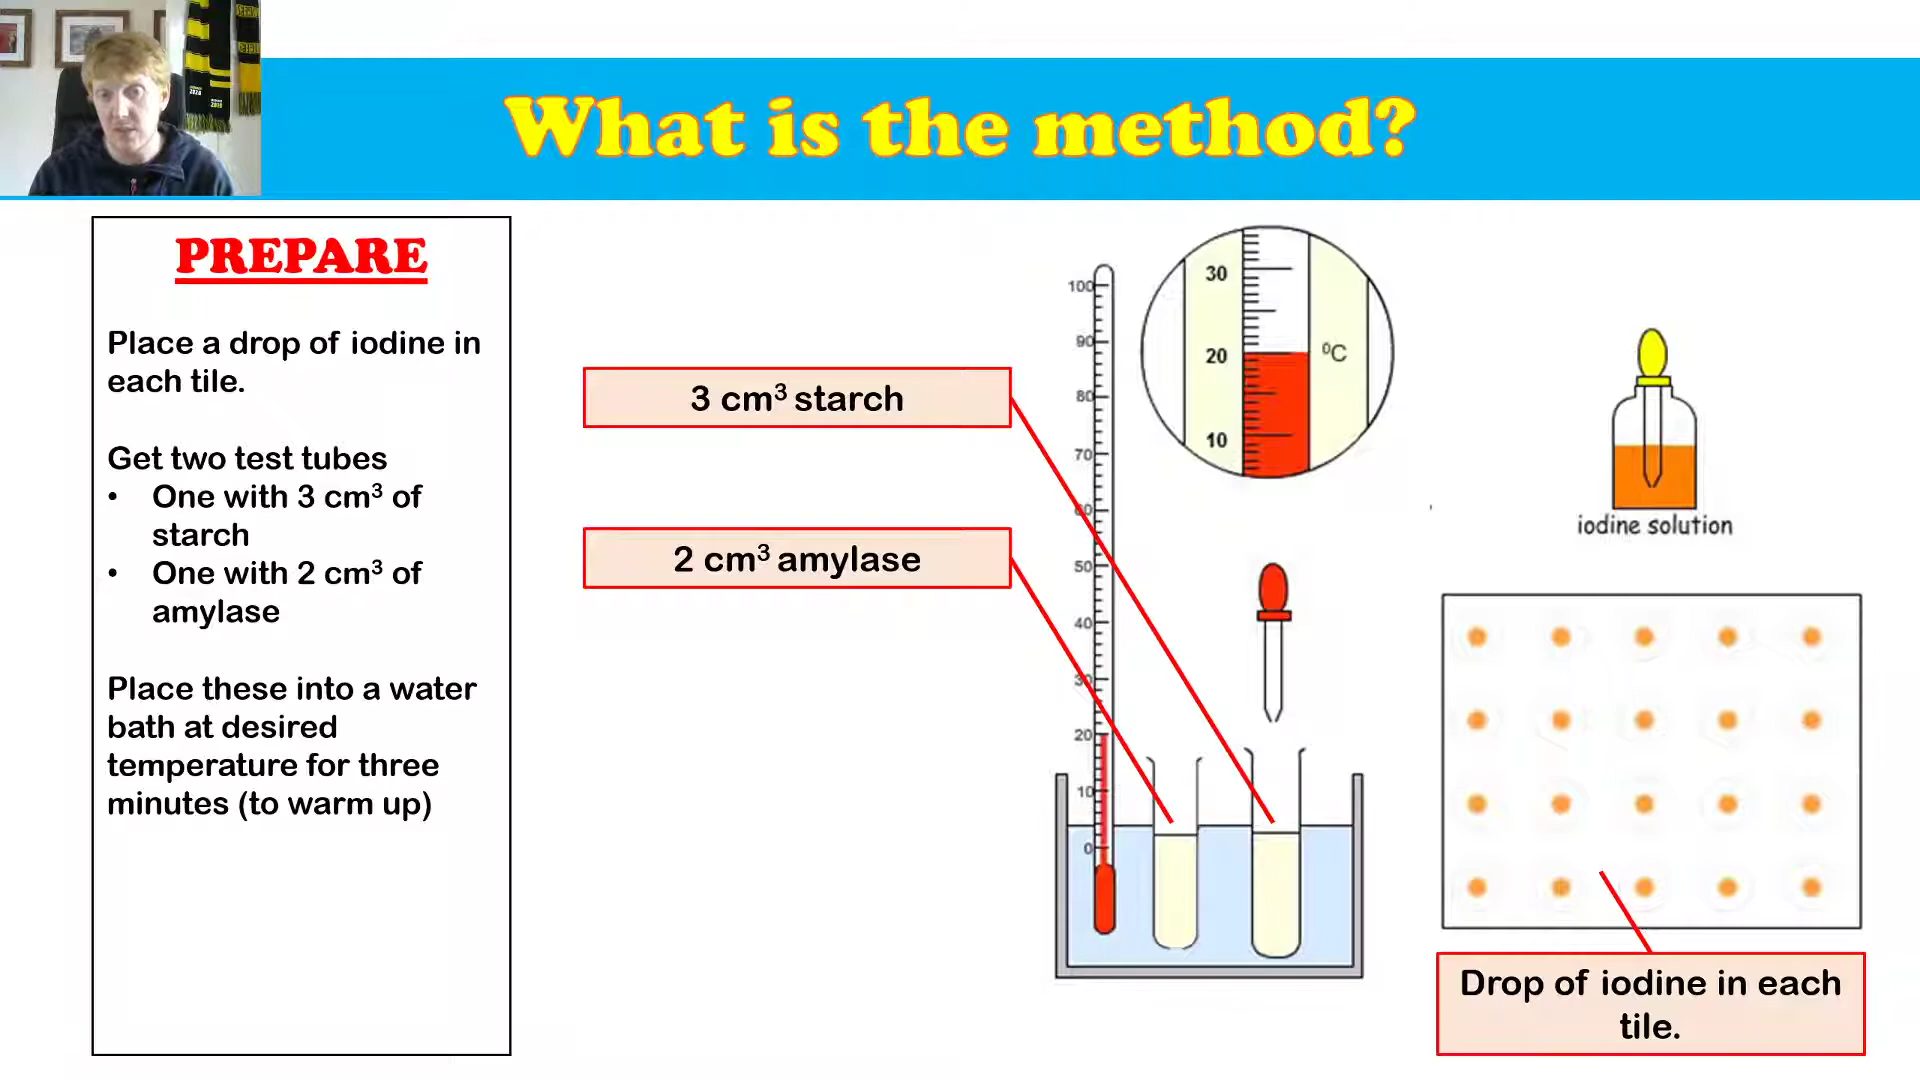 What is the method?
PREPARE
Place a drop of iodine in
each tile.
Get two test tubes
• One with 3 cm³ of
starch
• One with 2 cm³ of
amylase
Place these into a water
bath at desired
temperature for three
minutes (to warm up)
3 cm³ starch
2 cm³ amylase
100
90
80
70
60
50
40
30
20
10
0
30
20
10
⁰C
iodine solution
Drop of iodine in each
tile.